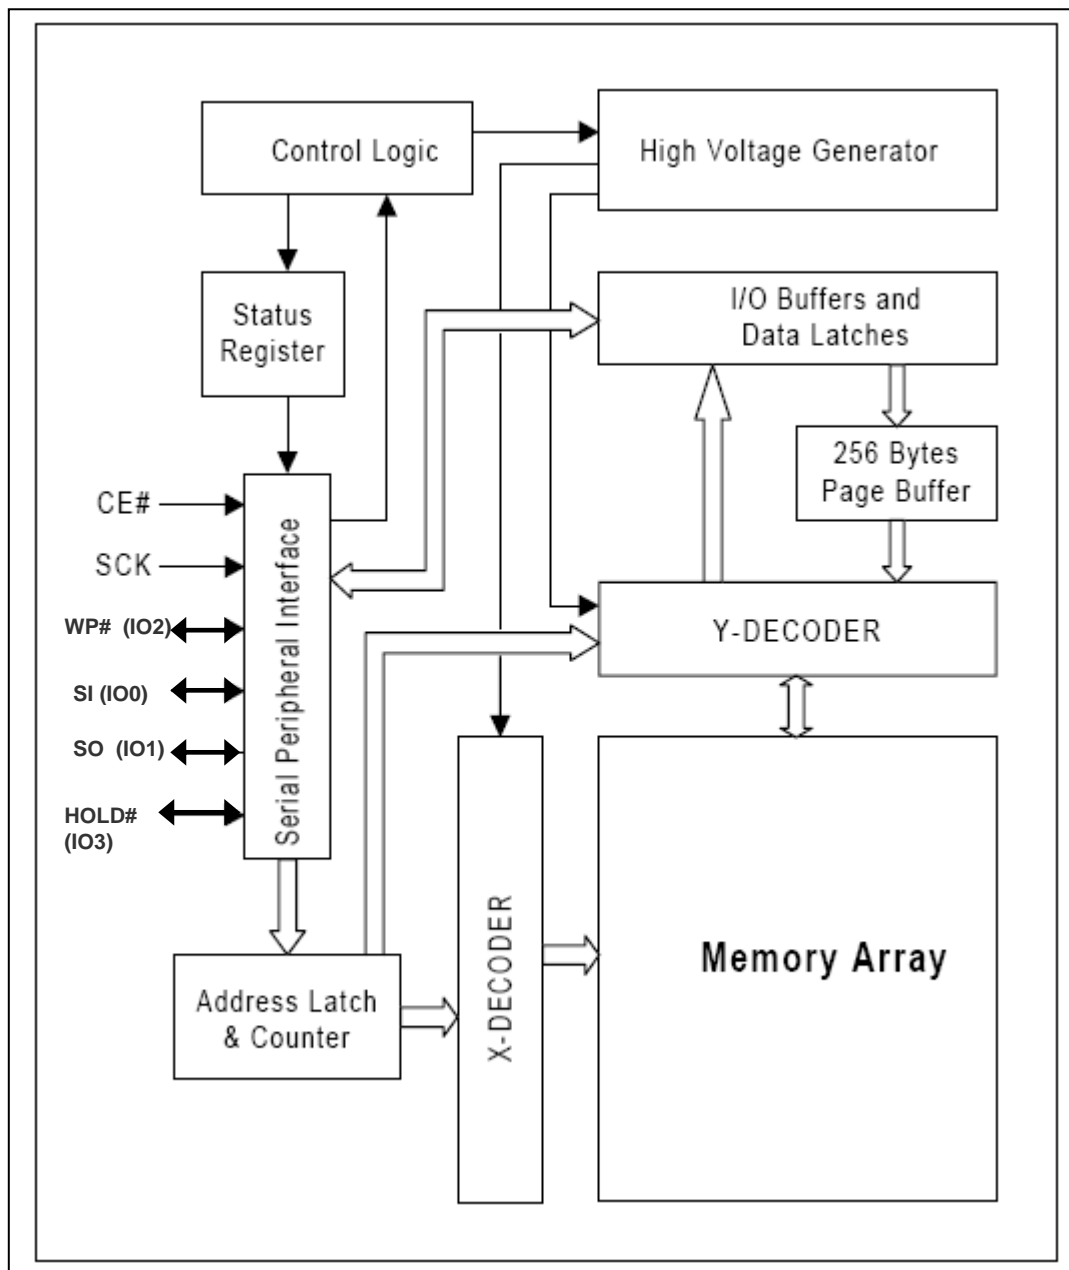 Control Logic
High Voltage Generator
Status
Register
I/O Buffers and
Data Latches
256 Bytes
Page Buffer
CE#
SCK
WP# (IO2)
SI (IO0)
SO (IO1)
HOLD#
(IO3)
Serial Peripheral Interface
Y-DECODER
Address Latch
& Counter
X-DECODER
Memory Array